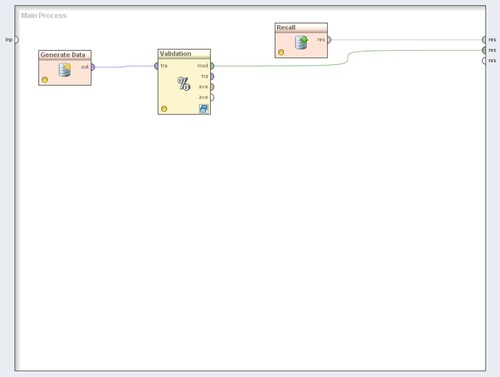 Main Process
Recall
inp
res
res
Generate Data
Validation
res
out
tra
mod
res
tra
ave
ave